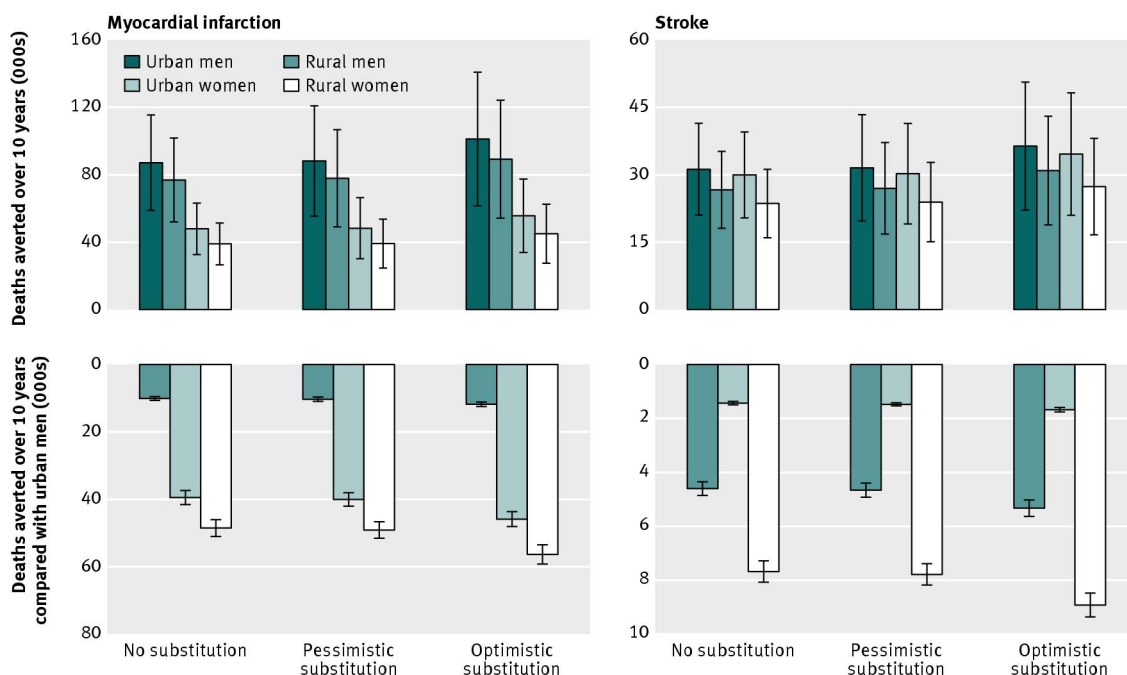 Myocardial infarction
Deaths averted over 10 years (000s)
160
120
80
40
0
Urban men
Rural men
Urban women
Rural women
Stroke
60
45
30
15
0
Deaths averted over 10 years
compared with urban men (000s)
0
20
40
60
80
No substitution
Pessimistic
substitution
Optimistic
substitution
0
2
4
6
8
10
No substitution
Pessimistic
substitution
Optimistic
substitution